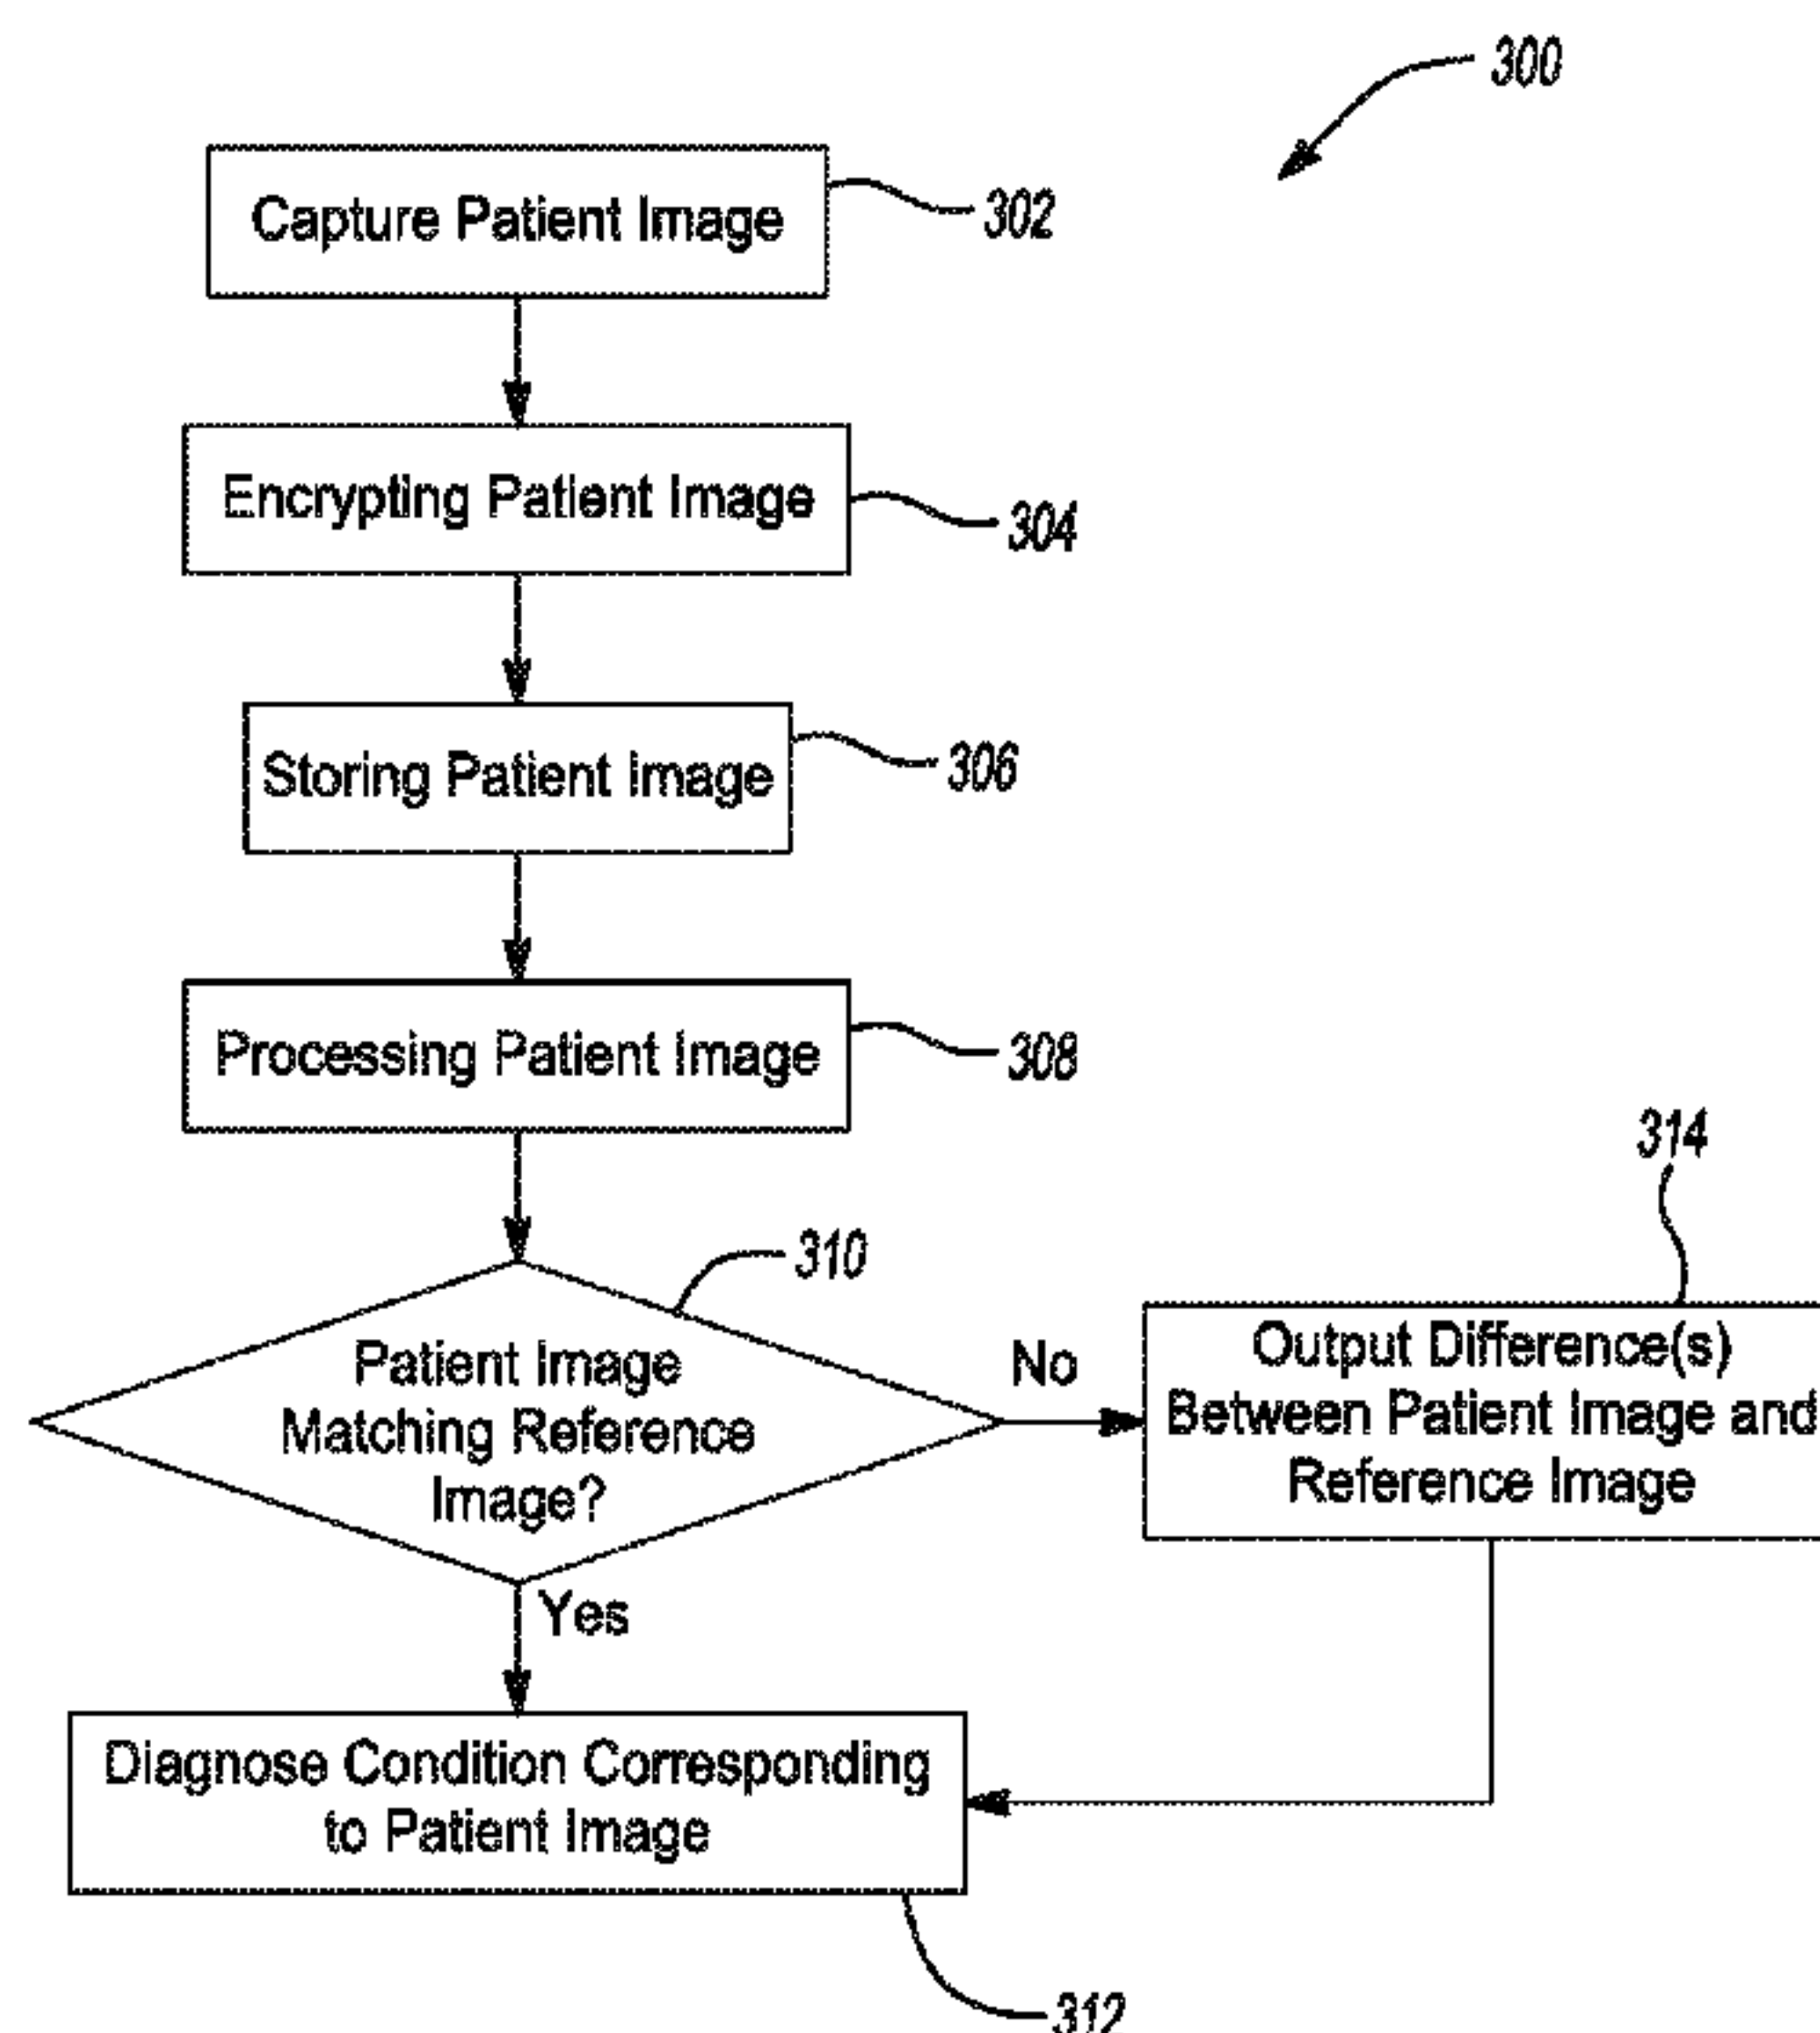 300
Capture Patient Image
302
Encrypting Patient Image
304
Storing Patient Image
306
Processing Patient Image
308
310
Patient Image
Matching Reference
Image?
No
314
Output Difference(s)
Between Patient Image and
Reference Image
Yes
Diagnose Condition Corresponding
to Patient Image
312